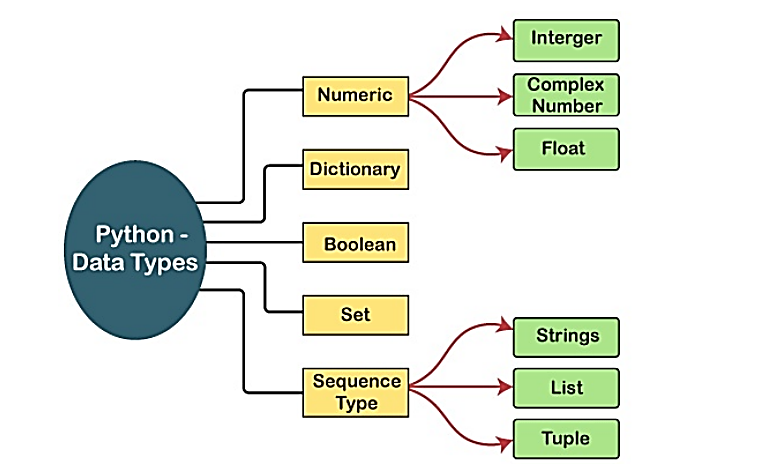 Python -
Data Types
Numeric
Dictionary
Boolean
Set
Sequence
Type
Interger
Complex
Number
Float
Strings
List
Tuple